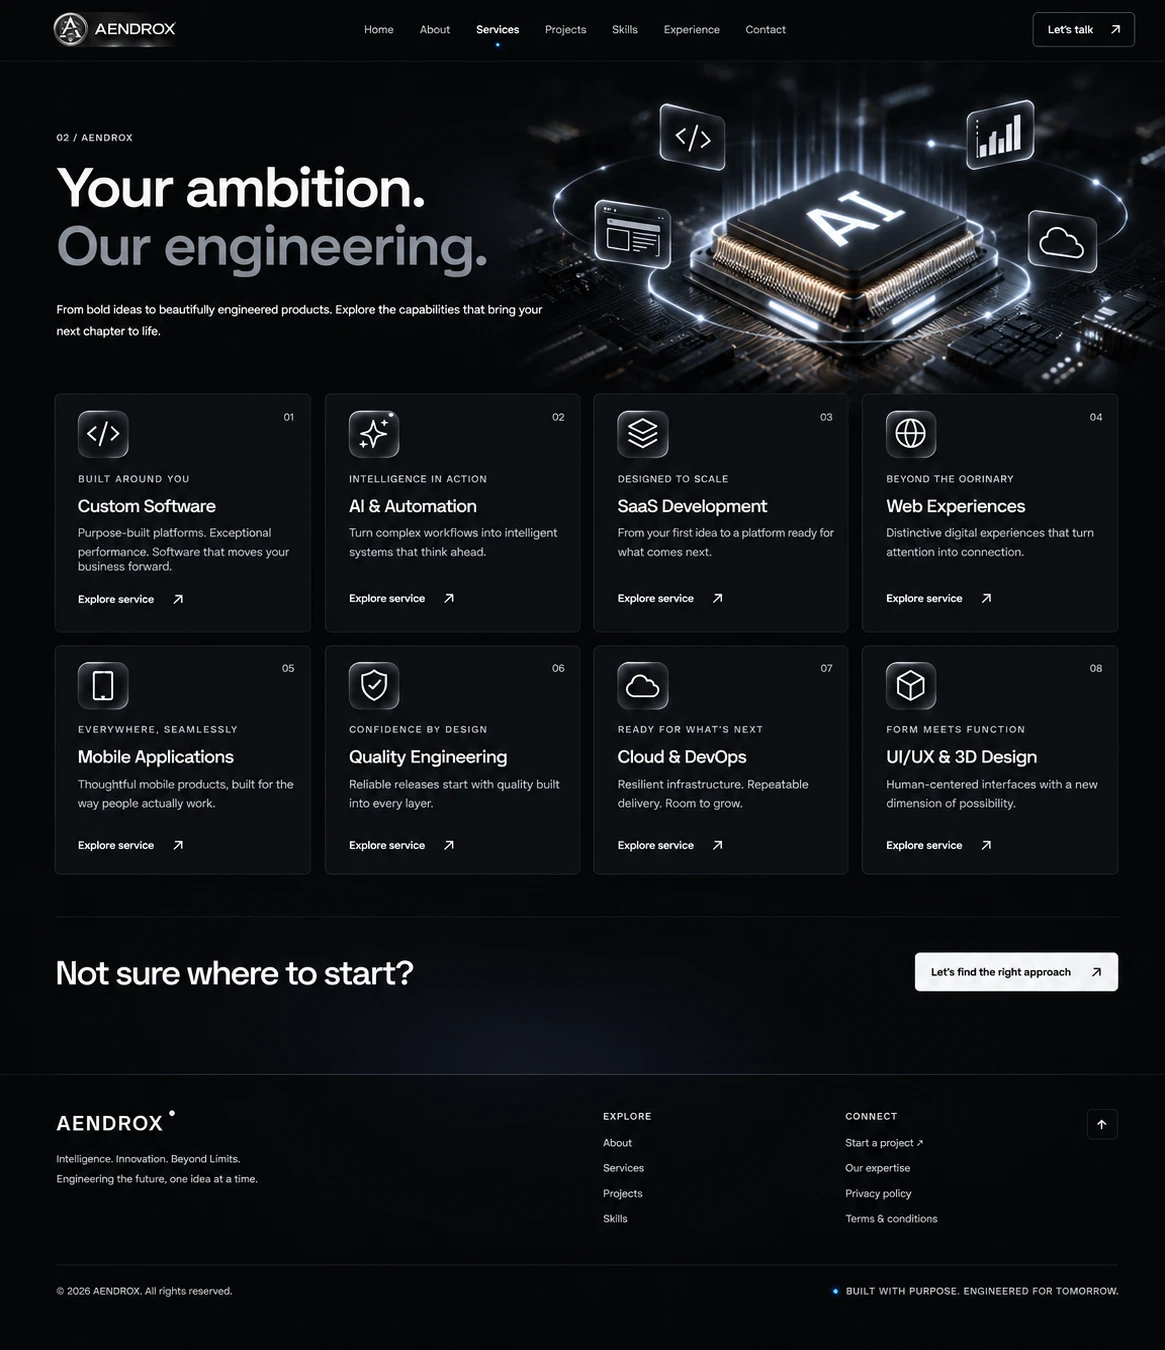 AENDROX
Home About Services Projects Skills Experience Contact
Let's talk
02 / AENDROX
Your ambition.
Our engineering.
From bold ideas to beautifully engineered products. Explore the capabilities that bring your
next chapter to life.
</>
AI
01
BUILT AROUND YOU
Custom Software
Purpose-built platforms. Exceptional
performance. Software that moves your
business forward.
Explore service
02
INTELLIGENCE IN ACTION
AI & Automation
Turn complex workflows into intelligent
systems that think ahead.
Explore service
03
DESIGNED TO SCALE
SaaS Development
From your first idea to a platform ready for
what comes next.
Explore service
04
BEYOND THE OORINARY
Web Experiences
Distinctive digital experiences that turn
attention into connection.
Explore service
05
EVERYWHERE, SEAMLESSLY
Mobile Applications
Thoughtful mobile products, built for the
way people actually work.
Explore service
06
CONFIDENCE BY DESIGN
Quality Engineering
Reliable releases start with quality built
into every layer.
Explore service
07
READY FOR WHAT'S NEXT
Cloud & DevOps
Resilient infrastructure. Repeatable
delivery. Room to grow.
Explore service
08
FORM MEETS FUNCTION
UI/UX & 3D Design
Human-centered interfaces with a new
dimension of possibility.
Explore service
Not sure where to start?
Let's find the right approach
AENDROX
Intelligence. Innovation. Beyond Limits.
Engineering the future, one idea at a time.
EXPLORE
About
Services
Projects
Skills
CONNECT
Start a project ↗
Our expertise
Privacy policy
Terms & conditions
© 2026 AENDROX. All rights reserved.
BUILT WITH PURPOSE. ENGINEERED FOR TOMORROW.